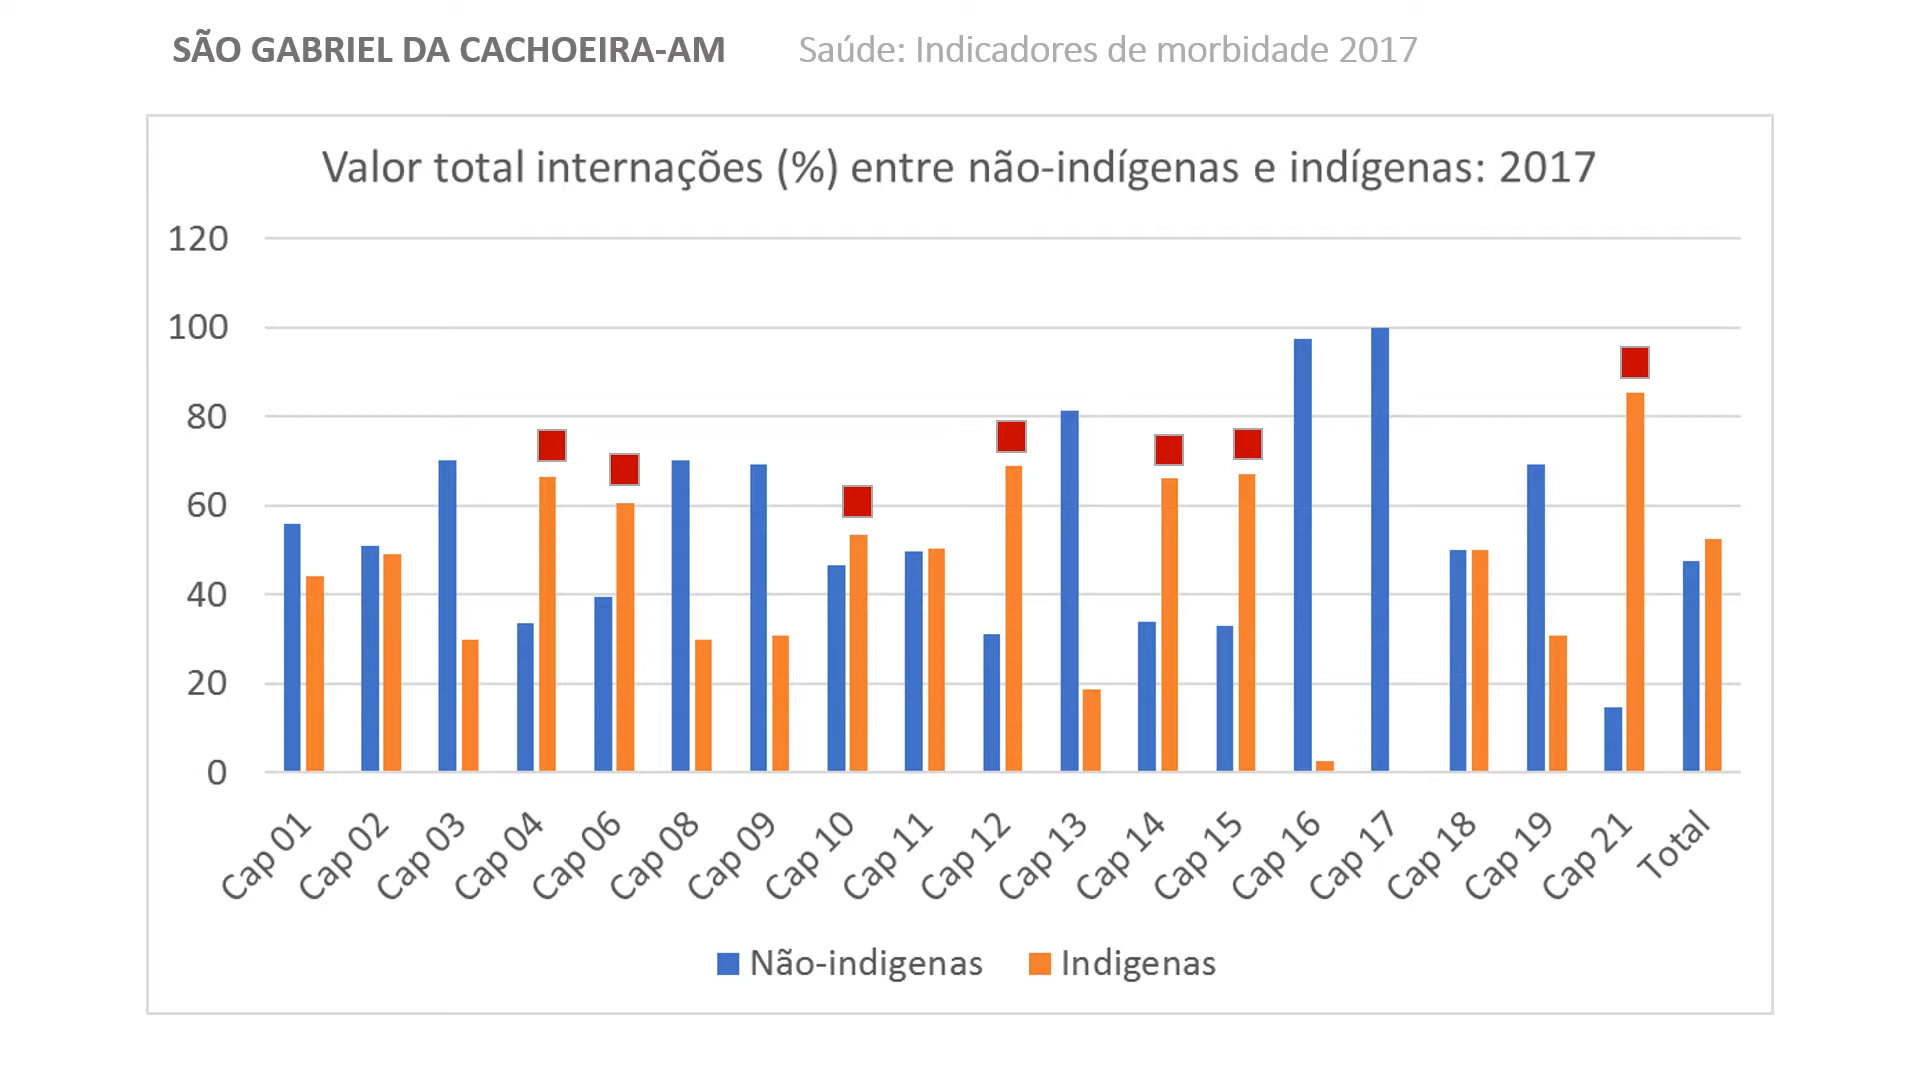 SÃO GABRIEL DA CACHOEIRA-AM Saúde: Indicadores de morbidade 2017
Valor total internações (%) entre não-indígenas e indígenas: 2017
120
100
80
60
40
20
0
Cap 01
Cap 02
Cap 03
Cap 04
Cap 06
Cap 08
Cap 09
Cap 10
Cap 11
Cap 12
Cap 13
Cap 14
Cap 15
Cap 16
Cap 17
Cap 18
Cap 19
Cap 21
Total
Não-indigenas Indigenas